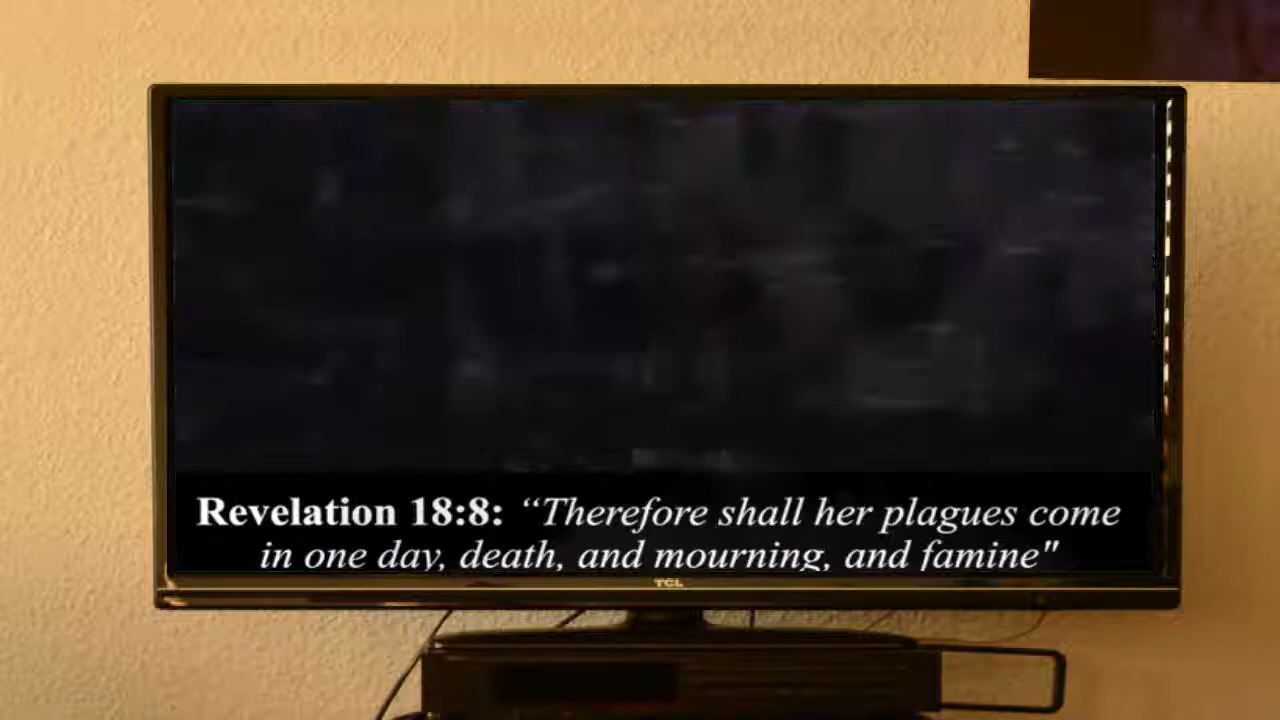 Revelation 18:8: “Therefore shall her plagues come
in one day, death, and mourning, and famine"
TCL